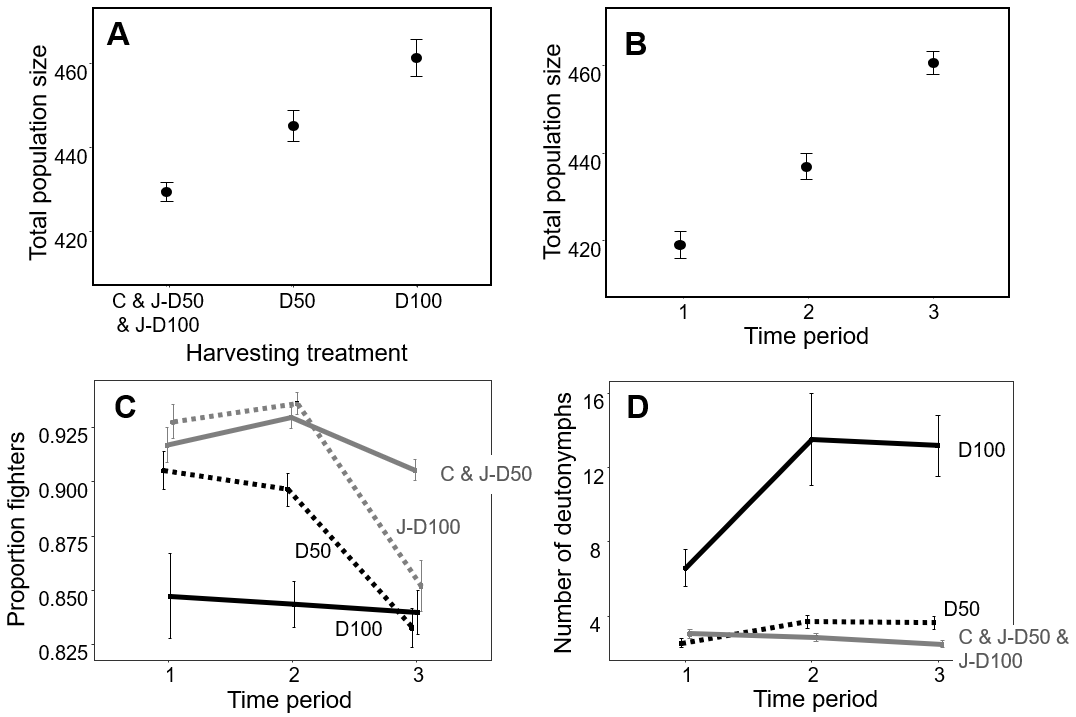 A
Total population size
460
440
420
C & J-D50
& J-D100
D50
D100
Harvesting treatment
B
Total population size
460
440
420
1
2
3
Time period
C
Proportion fighters
0.925
0.900
0.875
0.850
0.825
C & J-D50
J-D100
D50
D100
1
2
3
Time period
D
Number of deutonymphs
16
12
8
4
D100
D50
C & J-D50 &
J-D100
1
2
3
Time period